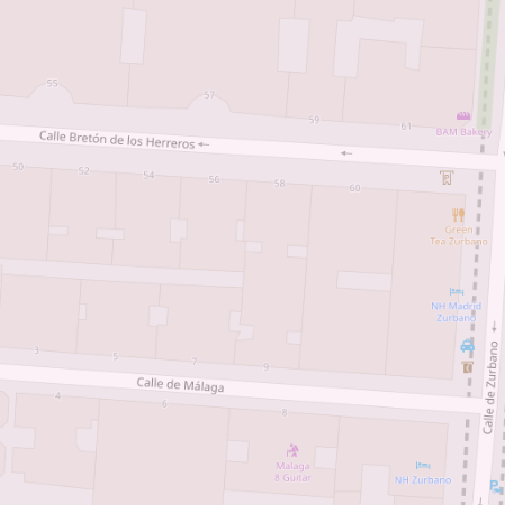 55
57
59
61
BAM Bakery
Calle Bretón de los Herreros
50
52
54
56
58
60
Green
Tea Zurbano
NH Madrid
Zurbano
3
5
7
9
Calle de Málaga
Calle de Zurbano
4
6
8
Malaga
8 Guitar
NH Zurbano